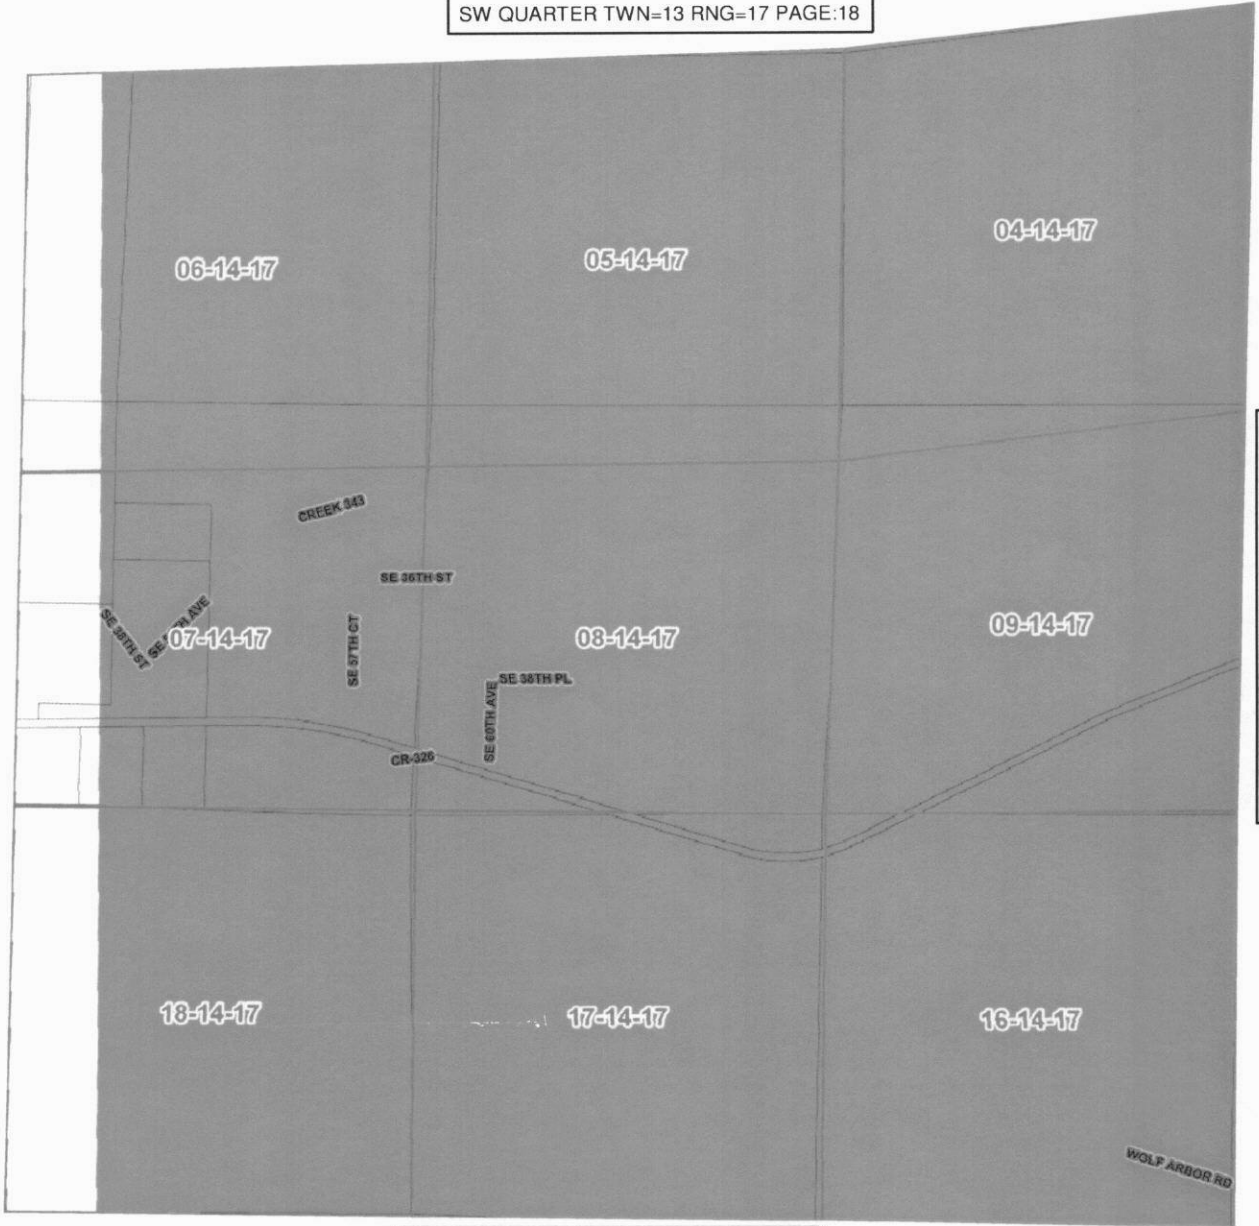 SW QUARTER TWN=13 RNG=17 PAGE:18
06-14-17
05-14-17
04-14-17
CREEK 343
SE 36TH ST
SE 38TH ST
SE AVE
07-14-17
SE 57TH CT
08-14-17
09-14-17
SE 38TH PL
SE 60TH AVE
CR-326
18-14-17
17-14-17
16-14-17
WOLF ARBOR RD